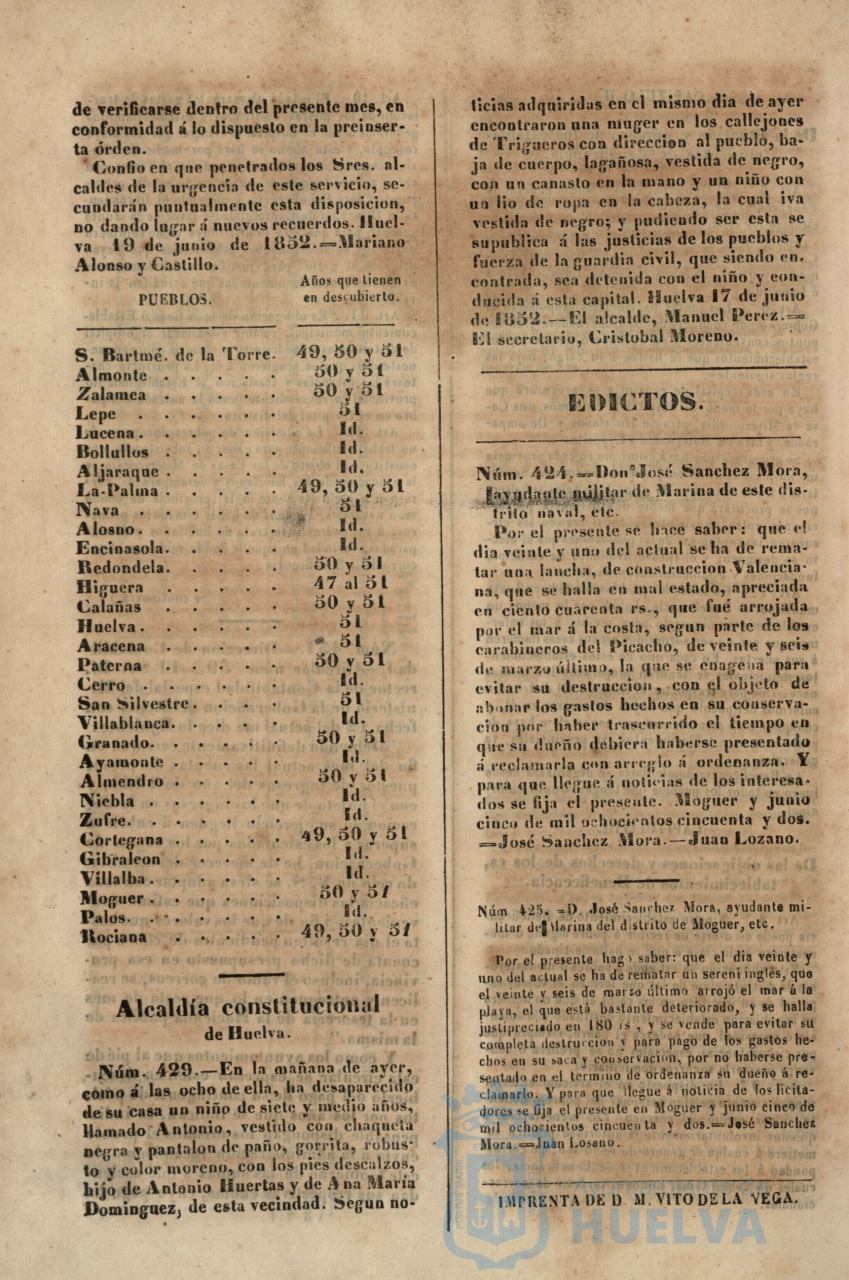 de verificarse dentro del presente mes, en
conformidad á lo dispuesto en la preinser-
ta órden.
Confio en que penetrados los Sres. al-
caldes de la urgencia de este servicio, se-
cundarán puntualmente esta disposicion,
no dando lugar á nuevos recuerdos. Huel-
va 19 de junio de 1852.=Mariano
Alonso y Castillo.
PUEBLOS.
Años que tienen
en descubierto.
S. Bartmé. de la Torre. 49, 50 y 51
Almonte . . . . . 50 y 51
Zalamea . . . . . 50 y 51
Lepe . . . . . . 51
Lucena . . . . . . Id.
Bollullos . . . . . Id.
Aljaraque . . . . . Id.
La-Palma . . . . . 49, 50 y 51
Nava . . . . . . 51
Alosno . . . . . . Id.
Encinasola. . . . . Id.
Redondela. . . . . 50 y 51
Higuera . . . . . 47 al 51
Calañas . . . . . 50 y 51
Huelva . . . . . . 51
Aracena . . . . . 51
Paterna . . . . . 50 y 51
Cerro . . . . . . Id.
San Silvestre . . . . 51
Villablanca. . . . . Id.
Granado. . . . . . 50 y 51
Ayamonte . . . . . Id.
Almendro . . . . . 50 y 51
Niebla . . . . . . Id.
Zufre. . . . . . . Id.
Cortegana . . . . . 49, 50 y 51
Gibraleon . . . . . Id.
Villalba . . . . . . Id.
Moguer . . . . . . 50 y 51
Palos. . . . . . . Id.
Rociana . . . . . 49, 50 y 51
Alcaldía constitucional
de Huelva.
Núm. 429.—En la mañana de ayer,
como á las ocho de ella, ha desaparecido
de su casa un niño de siete y medio años,
llamado Antonio, vestido con chaqueta
negra y pantalon de paño, gorrita, robus-
to y color moreno, con los pies descalzos,
hijo de Antonio Huertas y de Ana María
Dominguez, de esta vecindad. Segun no-
ticias adquiridas en el mismo dia de ayer
encontraron una muger en los callejones
de Trigueros con direccion al pueblo, ba-
ja de cuerpo, lagañosa, vestida de negro,
con un canasto en la mano y un niño con
un lio de ropa en la cabeza, la cual iva
vestida de negro; y pudiendo ser esta se
supublica á las justicias de los pueblos y
fuerza de la guardia civil, que siendo en.
contrada, sea detenida con el niño y con-
ducida á esta capital. Huelva 17 de junio
de 1852.—El alcalde, Manuel Perez.=
El secretario, Cristobal Moreno.
EDICTOS.
Núm. 424.=Don José Sanchez Mora,
ayudante militar de Marina de este dis-
trito naval, etc.
Por el presente se hace saber: que el
dia veinte y uno del actual se ha de rema-
tar una lancha, de construccion Valencia-
na, que se halla en mal estado, apreciada
en ciento cuarenta rs., que fué arrojada
por el mar á la costa, segun parte de los
carabineros del Picacho, de veinte y seis
de marzo último, la que se enagena para
evitar su destruccion, con el objeto de
abonar los gastos hechos en su conserva-
cion por haber trascurrido el tiempo en
que su dueño debiera haberse presentado
á reclamarla con arreglo á ordenanza. Y
para que llegue á noticias de los interesa-
dos se fija el presente. Moguer y junio
cinco de mil ochocientos cincuenta y dos.
=José Sanchez Mora.—Juan Lozano.
Núm 425. =D. José Sanchez Mora, ayudante mi-
litar de Marina del distrito de Moguer, etc.
Por el presente hago saber: que el dia veinte y
uno del actual se ha de rematar un sereni inglés, que
el veinte y seis de marzo último arrojó el mar á la
playa, el que está bastante deteriorado, y se halla
justipreciado en 180 rs , y se vende para evitar su
completa destruccion y para pago de los gastos he-
chos en su saca y conservacion, por no haberse pre-
sentado en el termino de ordenanza su dueño á re-
clamarlo. Y para que llegue á noticia de los licita-
dores se fija el presente en Moguer y junio cinco de
mil ochocientos cincuenta y dos.=José Sanchez
Mora.=Juan Losano.
IMPRENTA DE D. M. VITO DE LA VEGA.
HUELVA